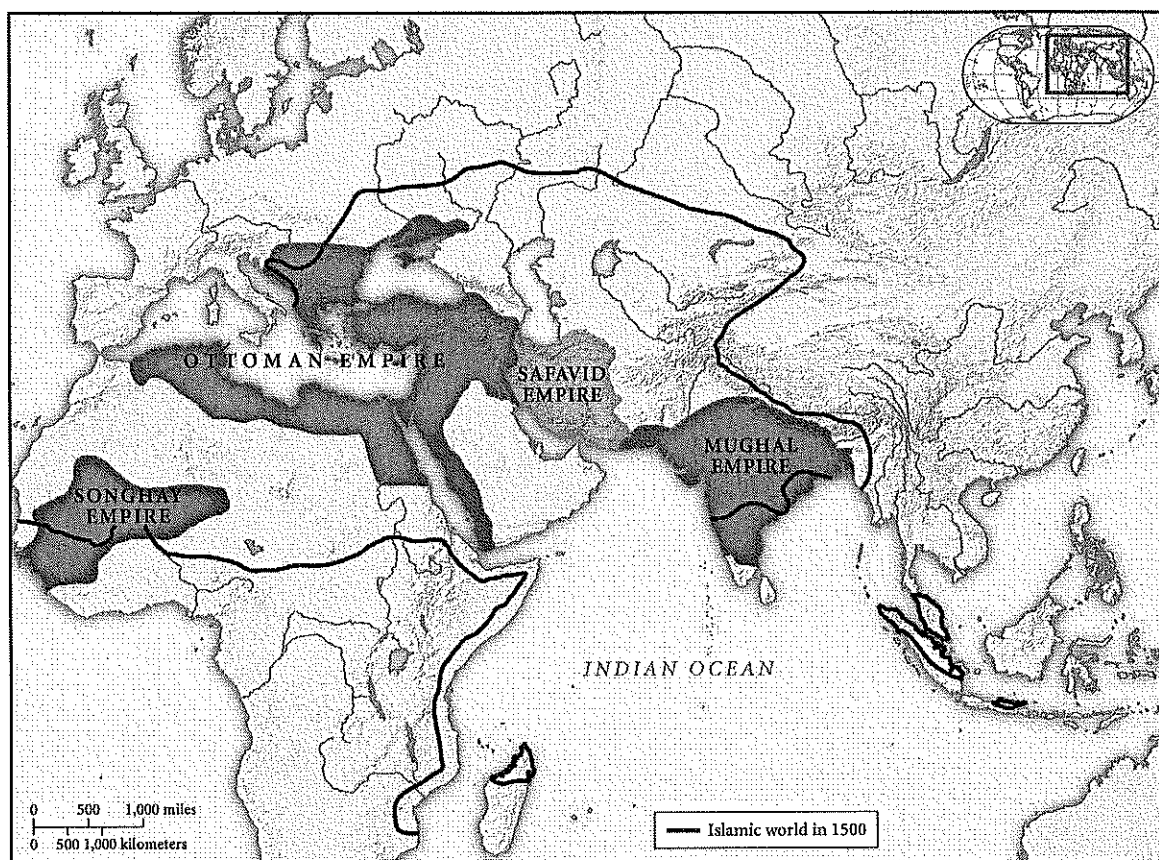 OTTOMAN EMPIRE
SAFAVID
EMPIRE
MUGHAL
EMPIRE
SONGHAY
EMPIRE
INDIAN OCEAN
0 500 1,000 miles
0 500 1,000 kilometers
Islamic world in 1500